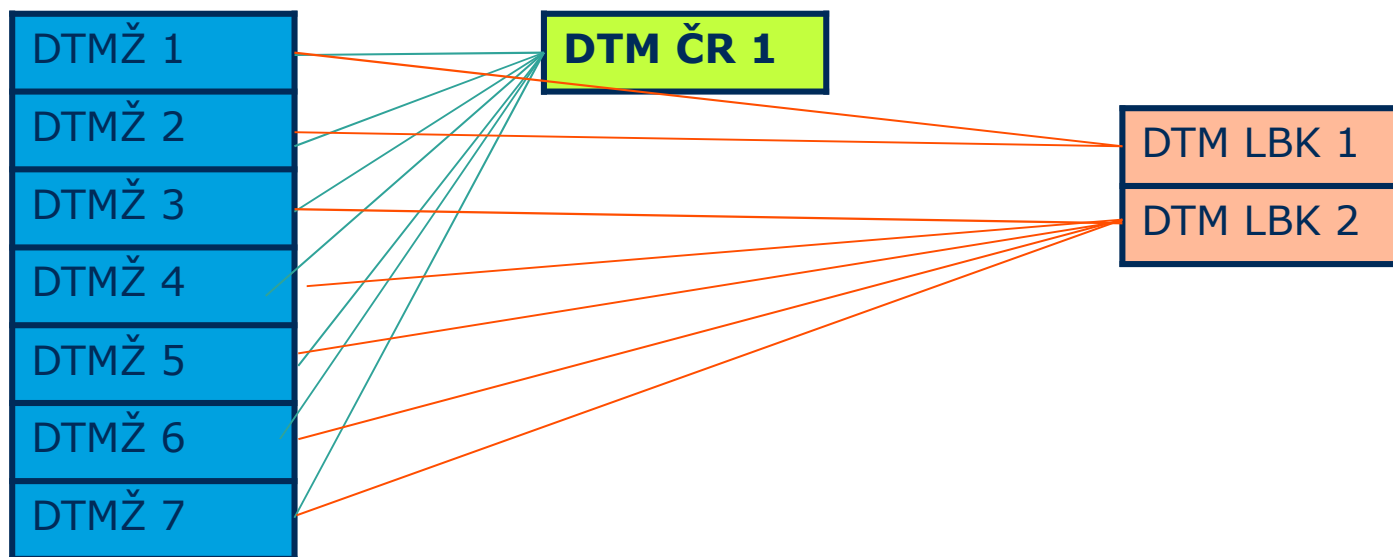 DTMŽ 1
DTMŽ 2
DTMŽ 3
DTMŽ 4
DTMŽ 5
DTMŽ 6
DTMŽ 7
DTM ČR 1
DTM LBK 1
DTM LBK 2